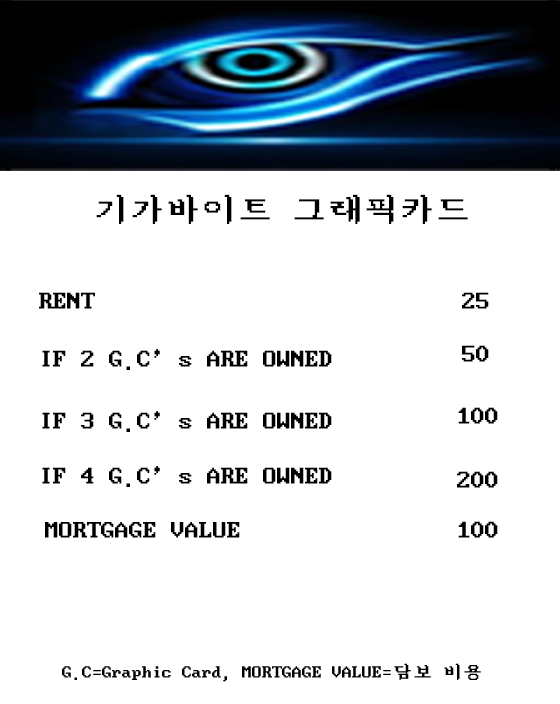 기가바이트 그래픽카드
RENT 25
IF 2 G.C's ARE OWNED 50
IF 3 G.C's ARE OWNED 100
IF 4 G.C's ARE OWNED 200
MORTGAGE VALUE 100
G.C=Graphic Card, MORTGAGE VALUE=담보 비용